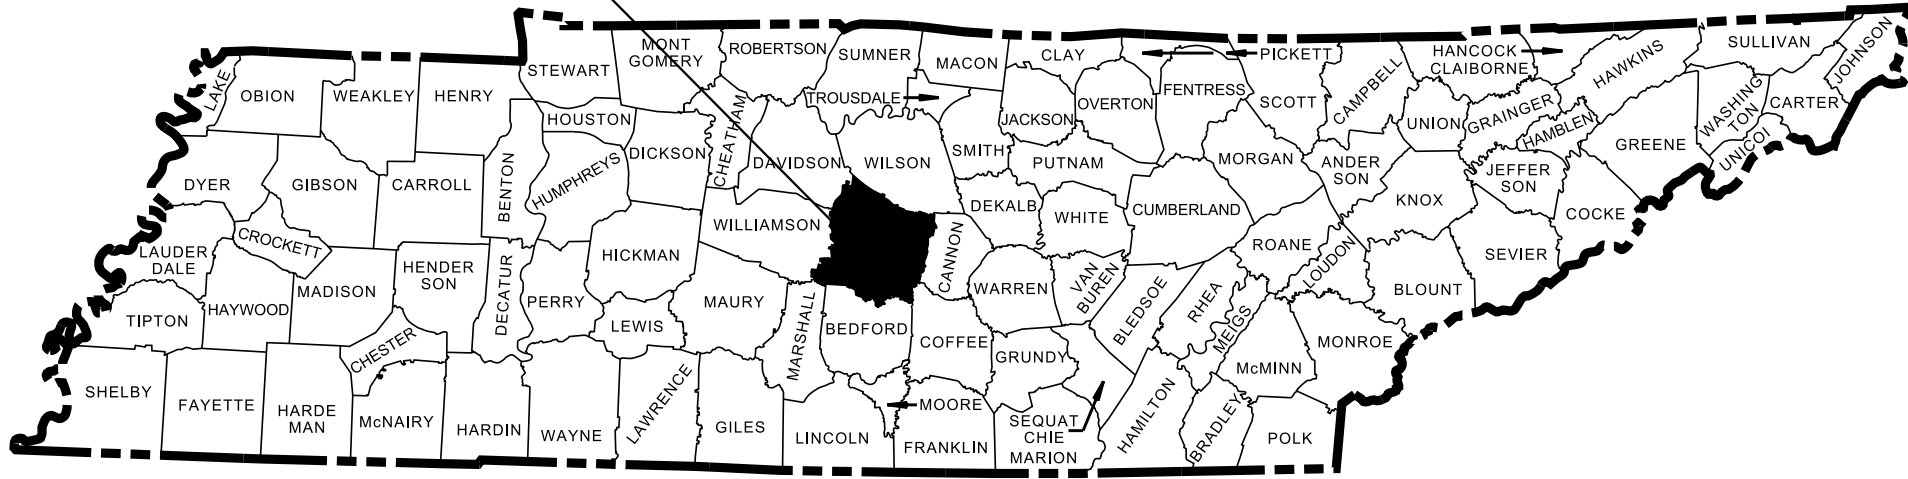 MONT
GOMERY
ROBERTSON
SUMNER
MACON
CLAY
PICKETT
HANCOCK
CLAIBORNE
HAWKINS
SULLIVAN
JOHNSON
STEWART
LAKE
OBION
WEAKLEY
HENRY
HOUSTON
CHEATHAM
TROUSDALE
JACKSON
OVERTON
FENTRESS
SCOTT
CAMPBELL
UNION
GRAINGER
HAMBLEN
WASHING
TON
CARTER
UNICOI
GREENE
DICKSON
DAVIDSON
WILSON
SMITH
PUTNAM
MORGAN
ANDER
SON
JEFFER
SON
DYER
GIBSON
CARROLL
BENTON
HUMPHREYS
WILLIAMSON
DEKALB
WHITE
CUMBERLAND
KNOX
COCKE
LAUDER
DALE
CROCKETT
HENDER
SON
DECATUR
HICKMAN
CANNON
ROANE
LOUDON
SEVIER
HAYWOOD
MADISON
PERRY
MAURY
WARREN
VAN
BUREN
BLEDSOE
RHEA
MEIGS
BLOUNT
TIPTON
LEWIS
MARSHALL
BEDFORD
COFFEE
GRUNDY
MONROE
CHESTER
McMINN
SHELBY
FAYETTE
HARDE
MAN
McNAIRY
HARDIN
WAYNE
LAWRENCE
GILES
LINCOLN
MOORE
FRANKLIN
SEQUAT
CHIE
MARION
HAMILTON
BRADLEY
POLK